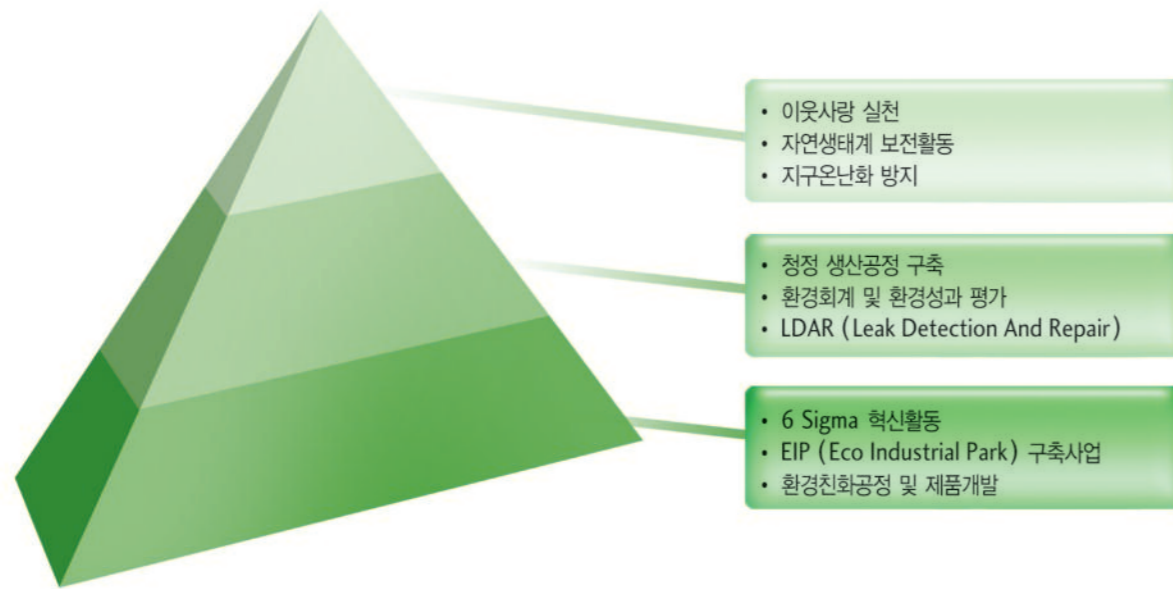 • 이웃사랑 실천
• 자연생태계 보전활동
• 지구온난화 방지
• 청정 생산공정 구축
• 환경회계 및 환경성과 평가
• LDAR (Leak Detection And Repair)
• 6 Sigma 혁신활동
• EIP (Eco Industrial Park) 구축사업
• 환경친화공정 및 제품개발